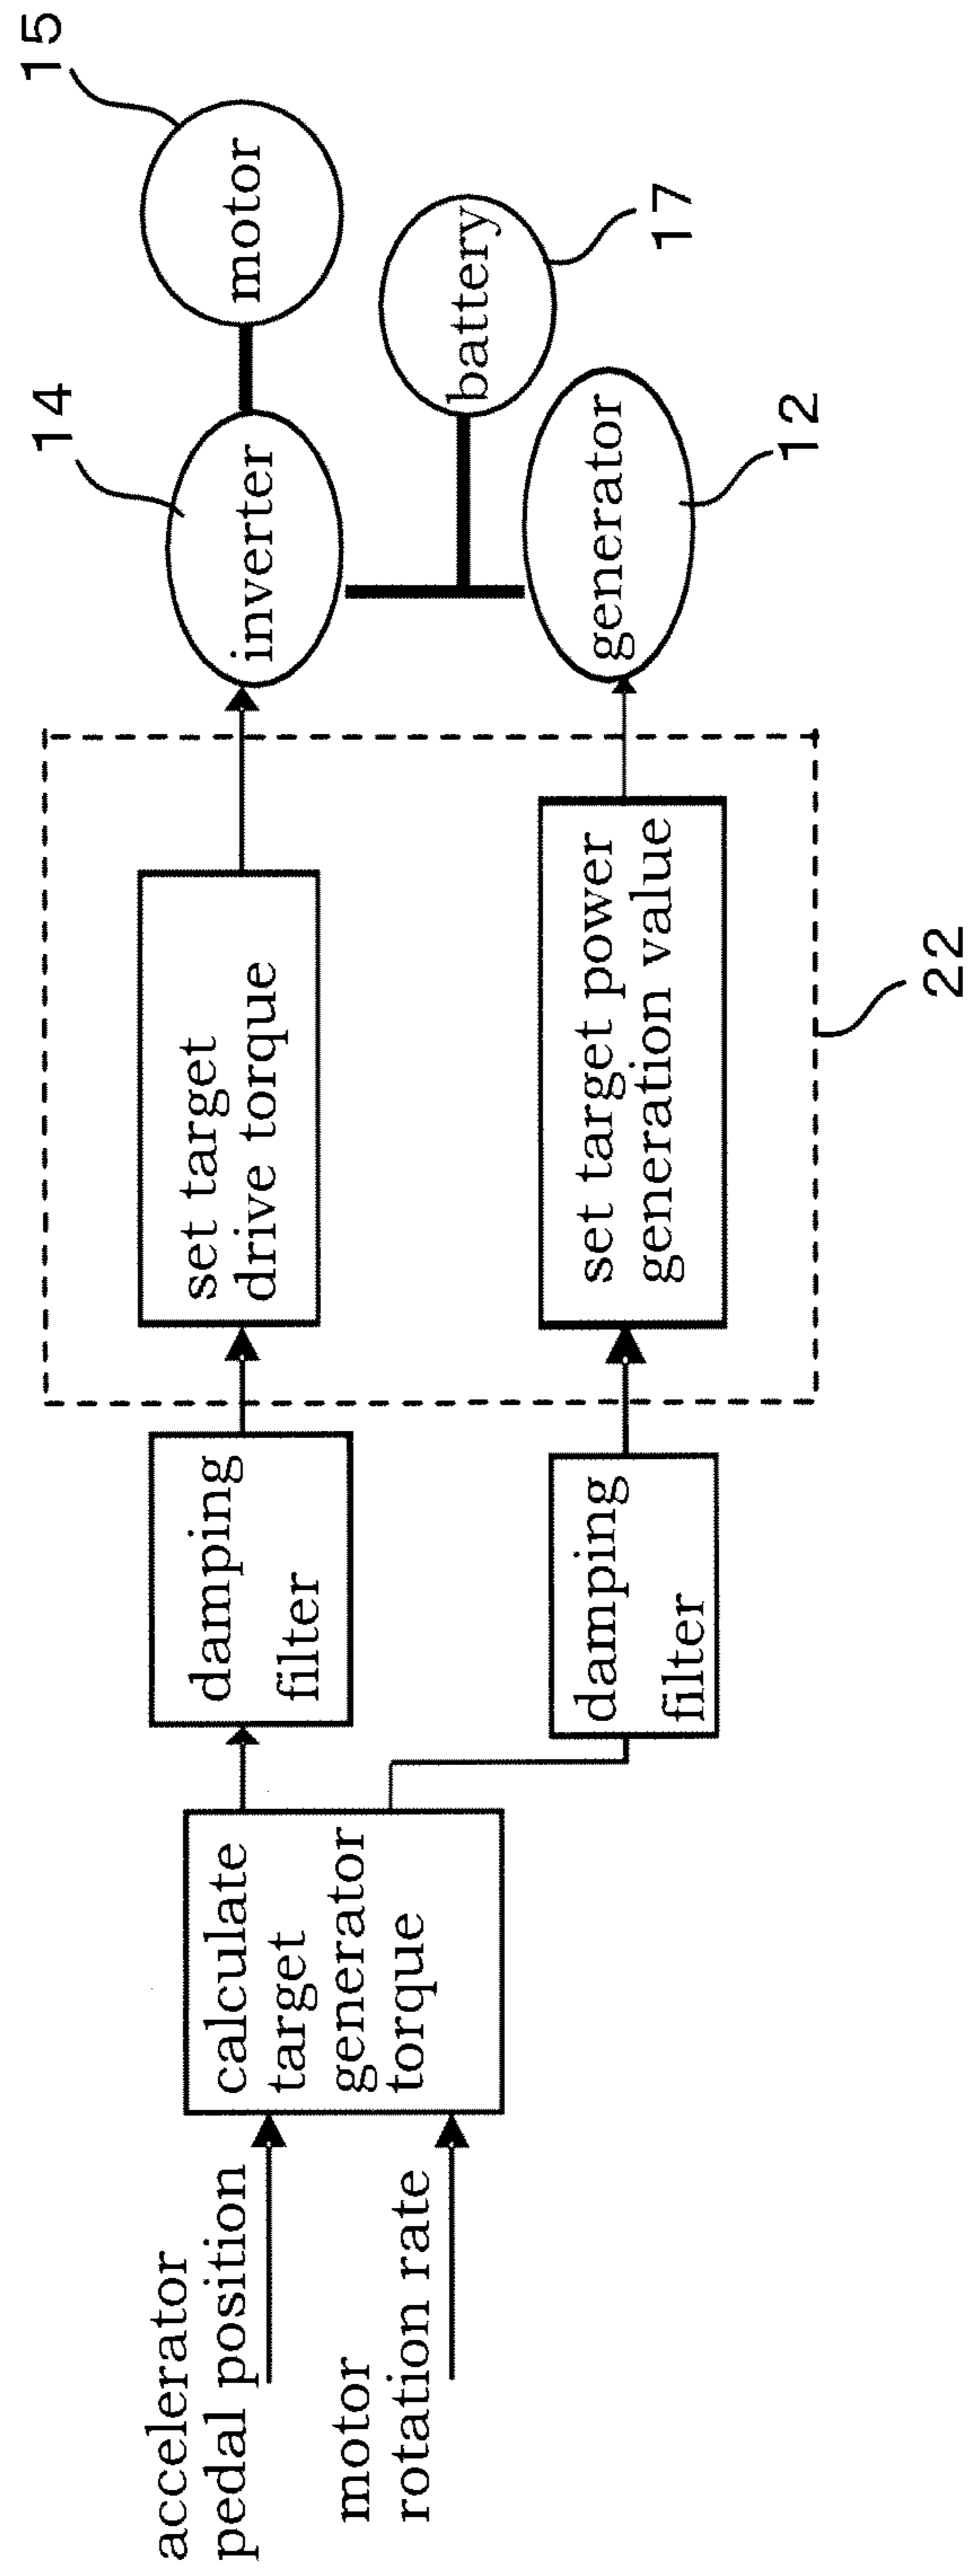 accelerator
pedal position
motor
rotation rate
calculate
target
generator
torque
damping
filter
damping
filter
set target
drive torque
set target power
generation value
22
inverter
14
motor
15
battery
17
generator
12